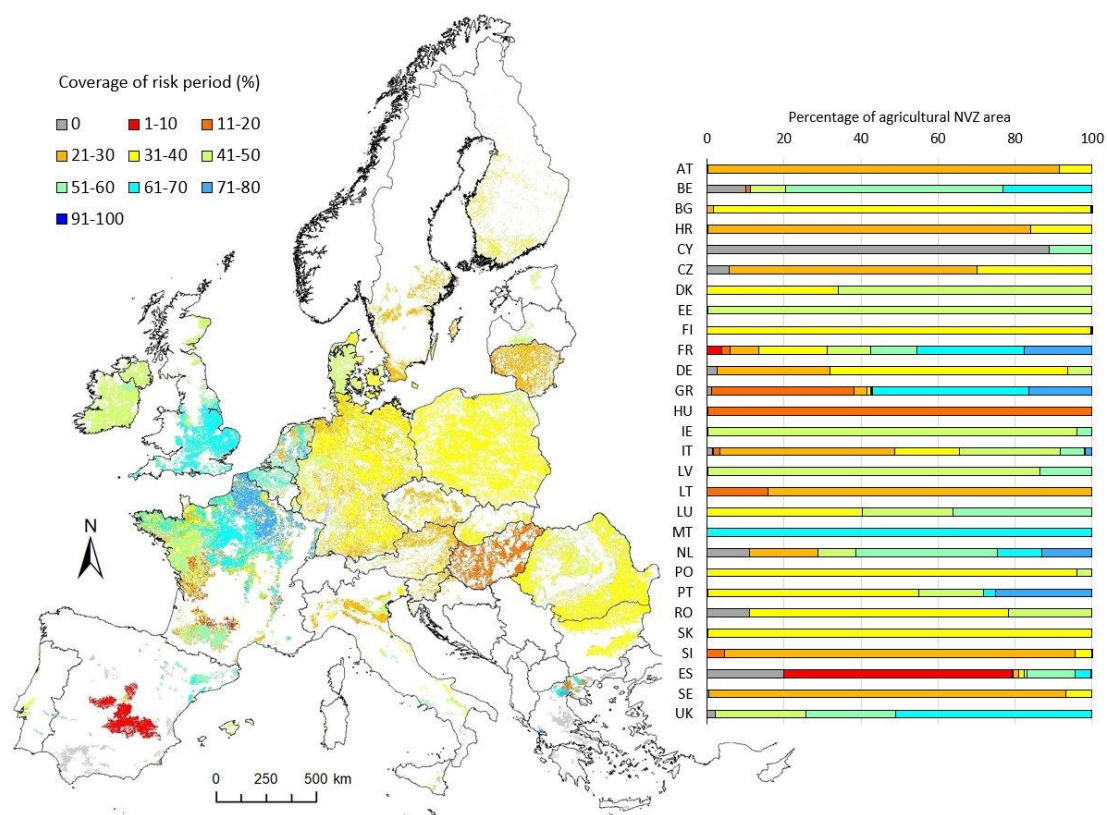 Coverage of risk period (%)
0 1-10 11-20
21-30 31-40 41-50
51-60 61-70 71-80
91-100
N
0 250 500 km
Percentage of agricultural NVZ area
0 20 40 60 80 100
AT
BE
BG
HR
CY
CZ
DK
EE
FI
FR
DE
GR
HU
IE
IT
LV
LT
LU
MT
NL
PO
PT
RO
SK
SI
ES
SE
UK